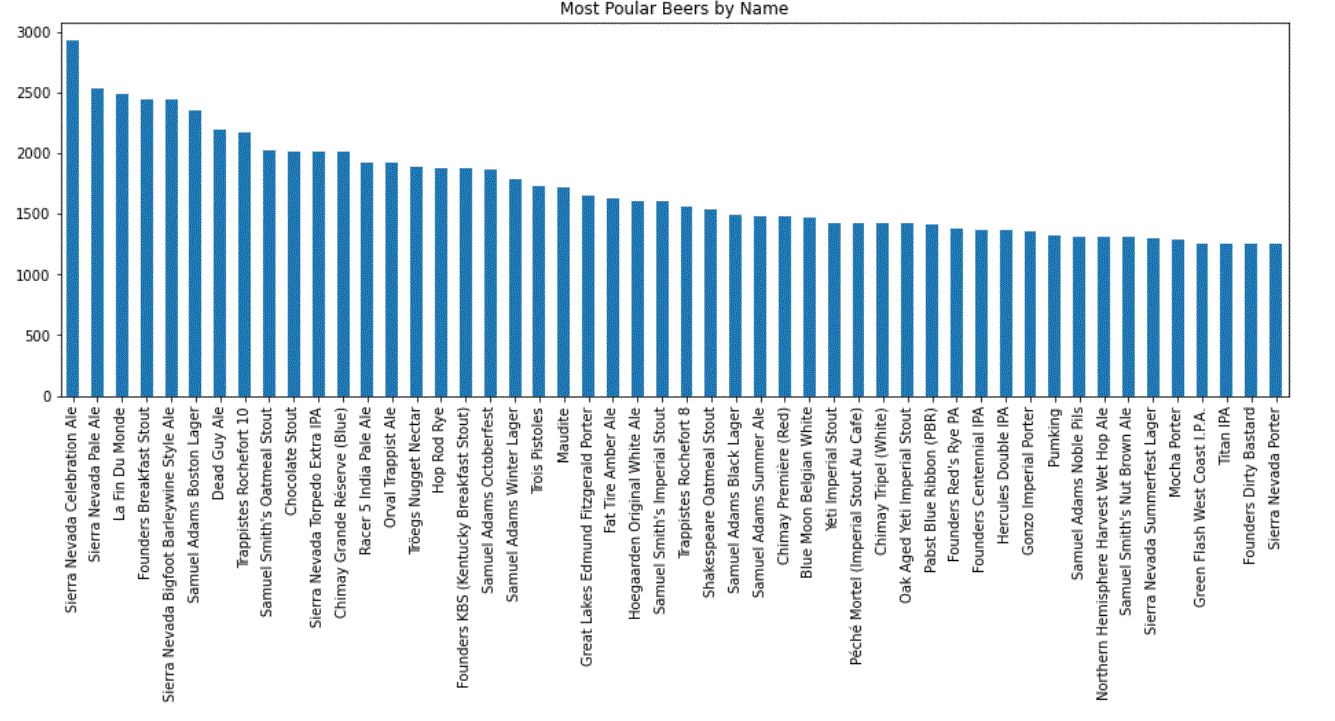 Most Poular Beers by Name
3000
2500
2000
1500
1000
500
0
Sierra Nevada Celebration Ale
Sierra Nevada Pale Ale
La Fin Du Monde
Founders Breakfast Stout
Sierra Nevada Bigfoot Barleywine Style Ale
Samuel Adams Boston Lager
Dead Guy Ale
Trappistes Rochefort 10
Samuel Smith's Oatmeal Stout
Chocolate Stout
Sierra Nevada Torpedo Extra IPA
Chimay Grande Réserve (Blue)
Racer 5 India Pale Ale
Orval Trappist Ale
Tröegs Nugget Nectar
Hop Rod Rye
Founders KBS (Kentucky Breakfast Stout)
Samuel Adams Octoberfest
Samuel Adams Winter Lager
Trois Pistoles
Maudite
Great Lakes Edmund Fitzgerald Porter
Fat Tire Amber Ale
Hoegaarden Original White Ale
Samuel Smith's Imperial Stout
Trappistes Rochefort 8
Shakespeare Oatmeal Stout
Samuel Adams Black Lager
Samuel Adams Summer Ale
Chimay Première (Red)
Blue Moon Belgian White
Yeti Imperial Stout
Péché Mortel (Imperial Stout Au Cafe)
Chimay Tripel (White)
Oak Aged Yeti Imperial Stout
Pabst Blue Ribbon (PBR)
Founders Red's Rye PA
Founders Centennial IPA
Hercules Double IPA
Gonzo Imperial Porter
Pumking
Samuel Adams Noble Pils
Northern Hemisphere Harvest Wet Hop Ale
Samuel Smith's Nut Brown Ale
Sierra Nevada Summerfest Lager
Mocha Porter
Green Flash West Coast I.P.A.
Titan IPA
Founders Dirty Bastard
Sierra Nevada Porter